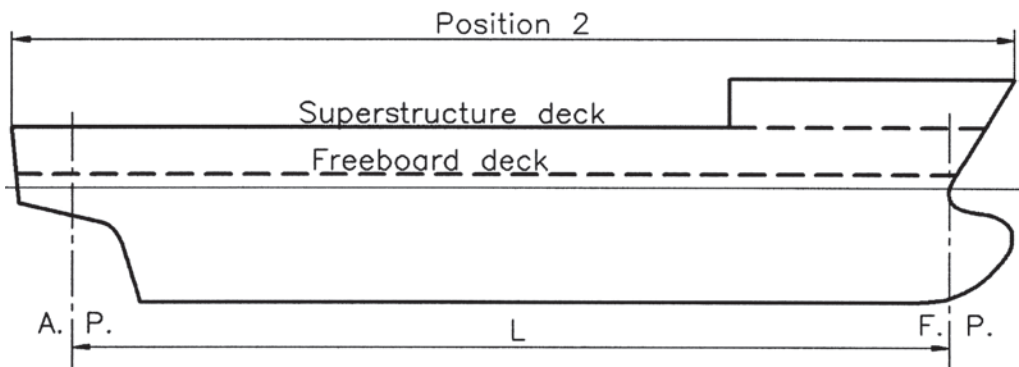 Position 2
Superstructure deck
Freeboard deck
A. P.
L
F. P.